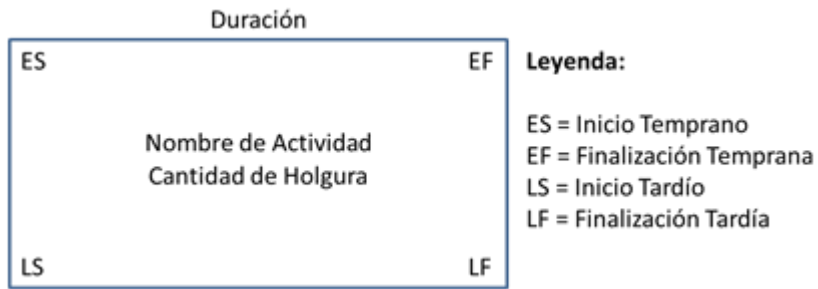 Duración
ES
EF
Nombre de Actividad
Cantidad de Holgura
LS
LF
Leyenda:
ES = Inicio Temprano
EF = Finalización Temprana
LS = Inicio Tardío
LF = Finalización Tardía